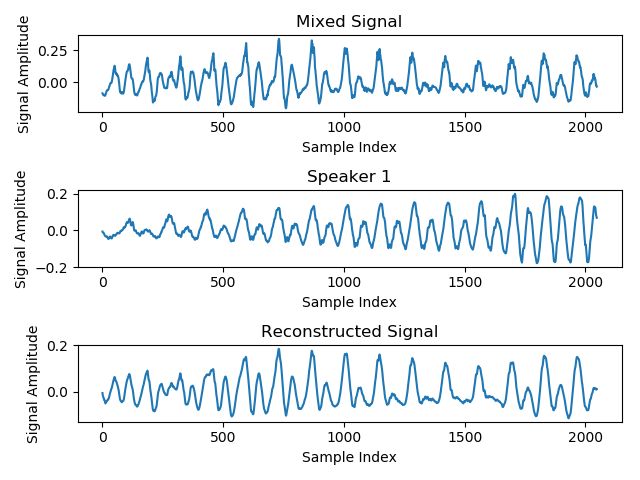 Mixed Signal
Signal Amplitude
0.25
0.00
0
500
1000
1500
2000
Sample Index
Speaker 1
Signal Amplitude
0.2
0.0
−0.2
0
500
1000
1500
2000
Sample Index
Reconstructed Signal
Signal Amplitude
0.2
0.0
0
500
1000
1500
2000
Sample Index